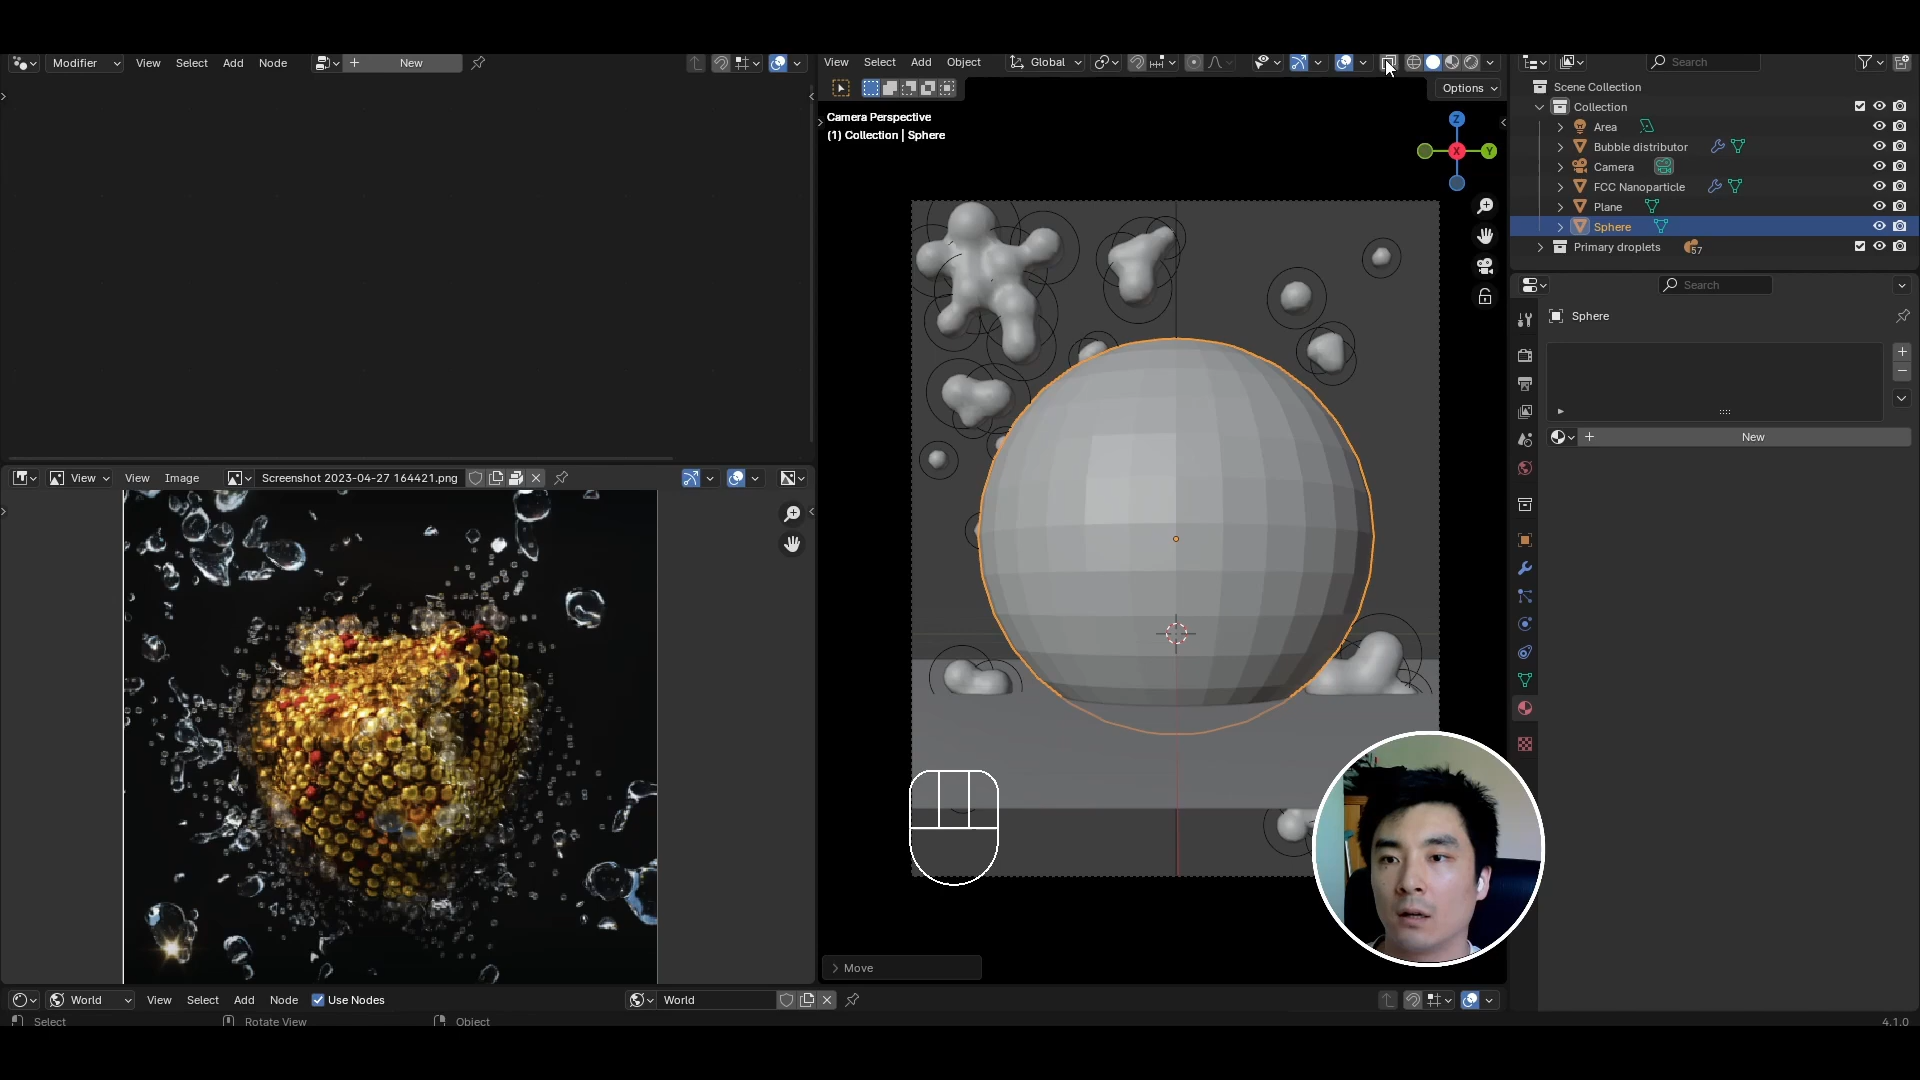 Modifier View Select Add Node New
View Select Add Object Global
Search
Options
Camera Perspective
(1) Collection | Sphere
Z
X
Y
Scene Collection
Collection
Area
Bubble distributor
Camera
FCC Nanoparticle
Plane
Sphere
Primary droplets 57
Search
Sphere
New
View View Image Screenshot 2023-04-27 164421.png
Move
World View Select Add Node Use Nodes World
Select Rotate View Object 4.1.0